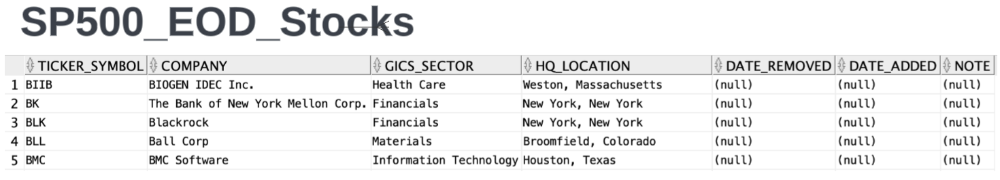 SP500_EOD_Stocks
TICKER_SYMBOL COMPANY GICS_SECTOR HQ_LOCATION DATE_REMOVED DATE_ADDED NOTE
1 BIIB BIOGEN IDEC Inc. Health Care Weston, Massachusetts (null) (null) (null)
2 BK The Bank of New York Mellon Corp. Financials New York, New York (null) (null) (null)
3 BLK Blackrock Financials New York, New York (null) (null) (null)
4 BLL Ball Corp Materials Broomfield, Colorado (null) (null) (null)
5 BMC BMC Software Information Technology Houston, Texas (null) (null) (null)